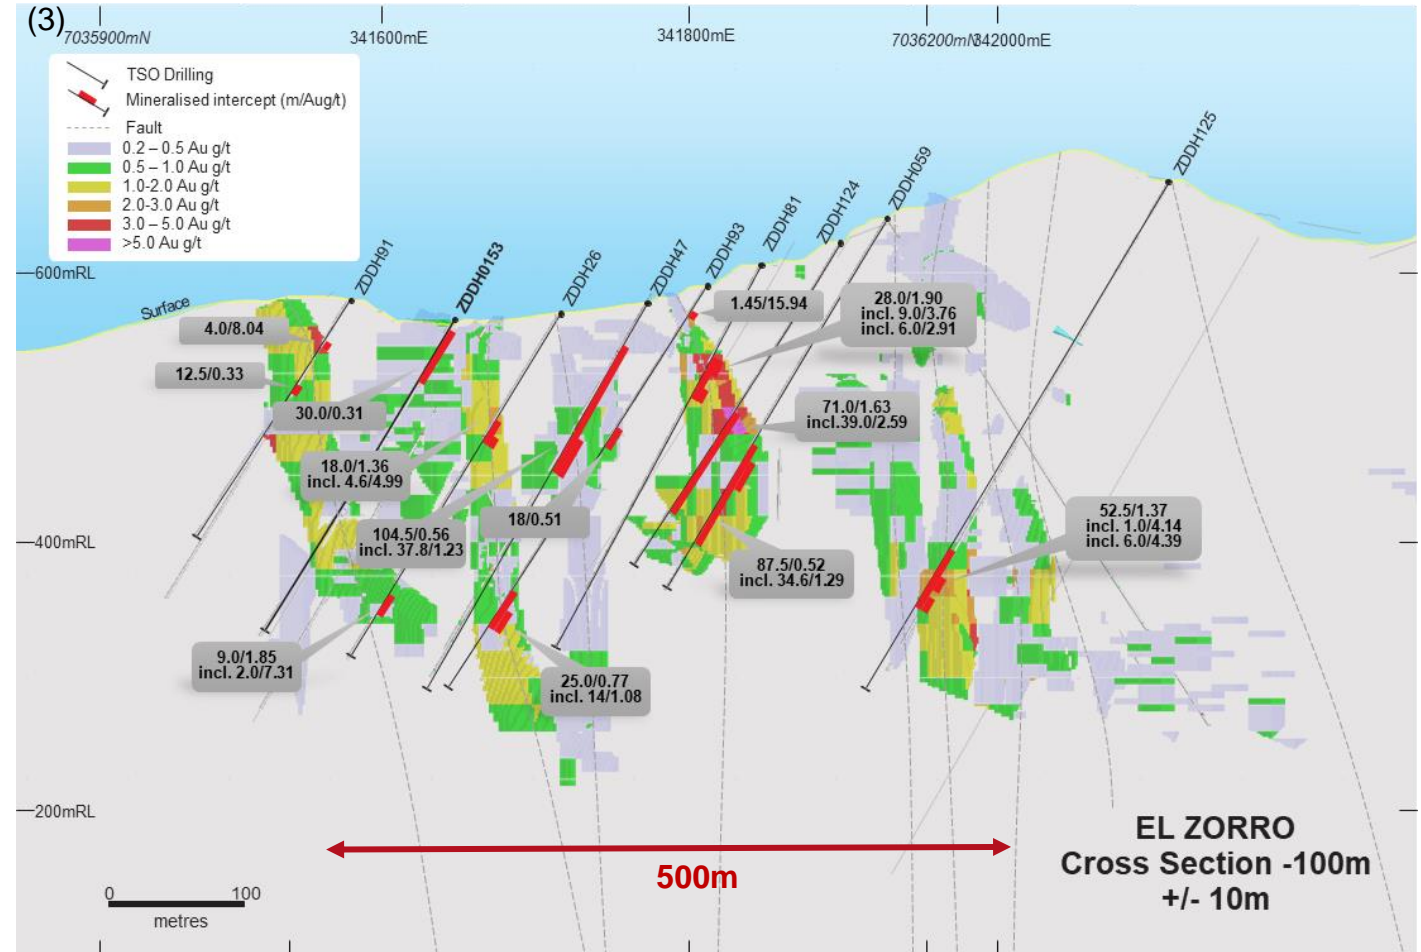 (3)
7035900mN
341600mE
341800mE
7036200mN
342000mE
TSO Drilling
Mineralised intercept (m/Aug/t)
Fault
0.2 – 0.5 Au g/t
0.5 – 1.0 Au g/t
1.0-2.0 Au g/t
2.0-3.0 Au g/t
3.0 – 5.0 Au g/t
>5.0 Au g/t
ZDDH91
ZDDH0153
ZDDH26
ZDDH47
ZDDH93
ZDDH81
ZDDH124
ZDDH059
ZDDH125
600mRL
Surface
4.0/8.04
12.5/0.33
30.0/0.31
18.0/1.36
incl. 4.6/4.99
104.5/0.56
incl. 37.8/1.23
18/0.51
1.45/15.94
28.0/1.90
incl. 9.0/3.76
incl. 6.0/2.91
71.0/1.63
incl.39.0/2.59
400mRL
87.5/0.52
incl. 34.6/1.29
52.5/1.37
incl. 1.0/4.14
incl. 6.0/4.39
9.0/1.85
incl. 2.0/7.31
25.0/0.77
incl. 14/1.08
200mRL
500m
EL ZORRO
Cross Section -100m
+/- 10m
0 100
metres